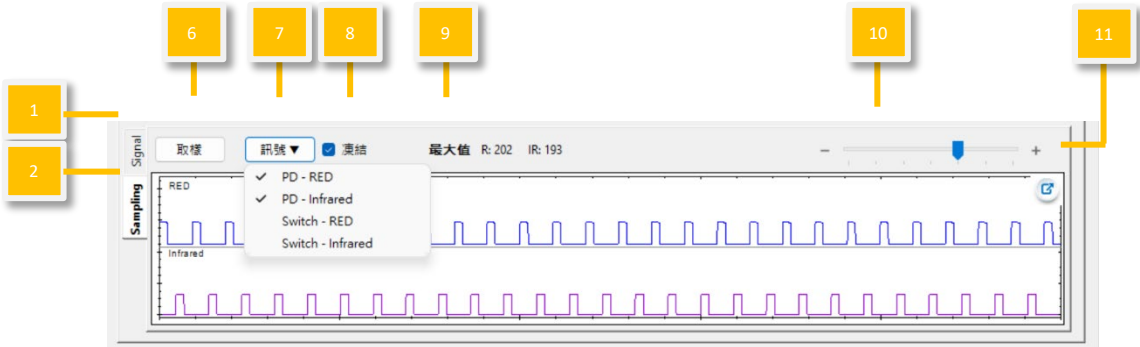 6
7
8
9
10
11
1
2
Signal
Sampling
取樣
訊號▼
凍結
最大值 R: 202 IR: 193
− +
✓ PD - RED
✓ PD - Infrared
Switch - RED
Switch - Infrared
RED
Infrared